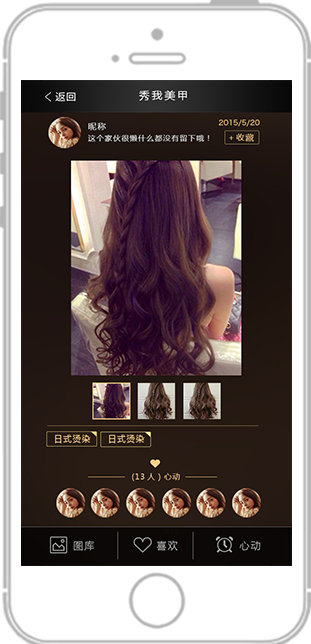 返回
秀我美甲
昵称
2015/5/20
这个家伙很懒什么都没有留下哦！
+ 收藏
日式烫染 日式烫染
(13 人) 心动
图库 喜欢 心动